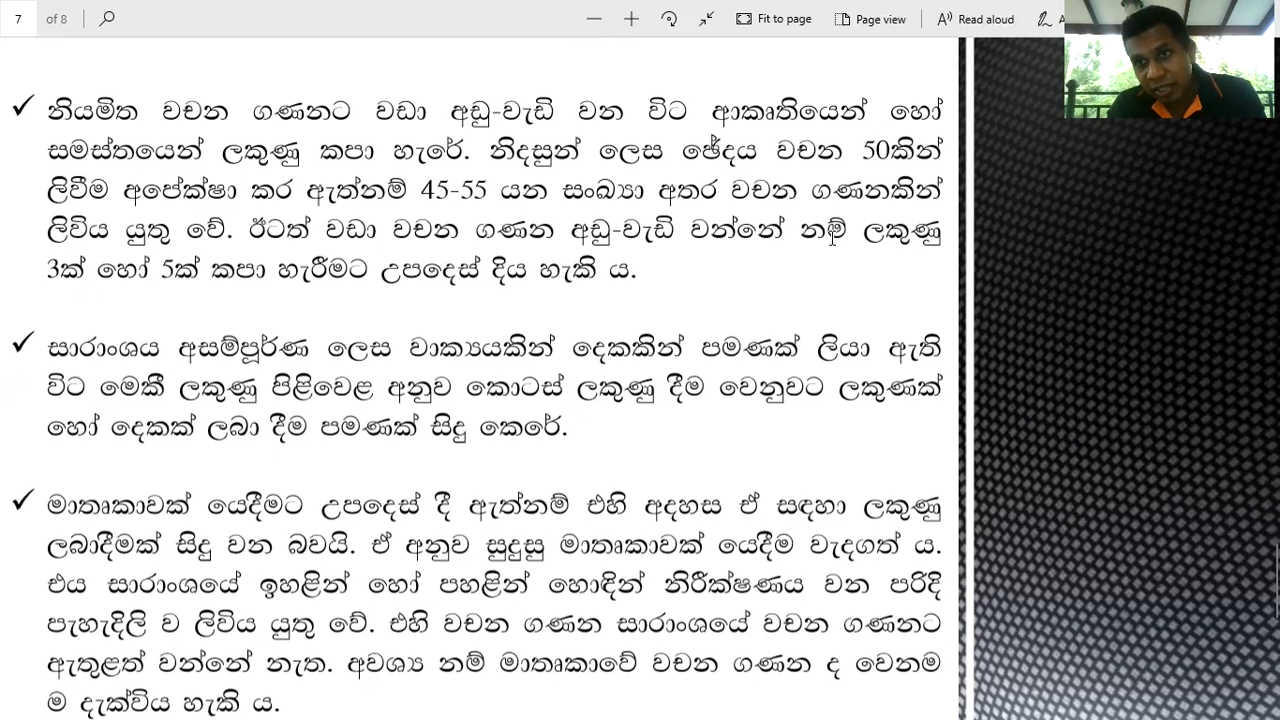 7 of 8 Fit to page Page view Read aloud
✓ නියමිත වචන ගණනට වඩා අඩු-වැඩි වන විට ආකෘතියෙන් හෝ
සමස්තයෙන් ලකුණු කපා හැරේ. නිදසුන් ලෙස ඡේදය වචන 50කින්
ලිවීම අපේක්ෂා කර ඇත්නම් 45-55 යන සංඛ්‍යා අතර වචන ගණනකින්
ලිවිය යුතු වේ. ඊටත් වඩා වචන ගණන අඩු-වැඩි වන්නේ නම් ලකුණු
3ක් හෝ 5ක් කපා හැරීමට උපදෙස් දිය හැකි ය.
✓ සාරාංශය අසම්පූර්ණ ලෙස වාක්‍යයකින් දෙකකින් පමණක් ලියා ඇති
විට මෙකී ලකුණු පිළිවෙළ අනුව කොටස් ලකුණු දීම වෙනුවට ලකුණක්
හෝ දෙකක් ලබා දීම පමණක් සිදු කෙරේ.
✓ මාතෘකාවක් යෙදීමට උපදෙස් දී ඇත්නම් එහි අදහස ඒ සඳහා ලකුණු
ලබාදීමක් සිදු වන බවයි. ඒ අනුව සුදුසු මාතෘකාවක් යෙදීම වැදගත් ය.
එය සාරාංශයේ ඉහළින් හෝ පහළින් හොඳින් නිරීක්ෂණය වන පරිදි
පැහැදිලි ව ලිවිය යුතු වේ. එහි වචන ගණන සාරාංශයේ වචන ගණනට
ඇතුළත් වන්නේ නැත. අවශ්‍ය නම් මාතෘකාවේ වචන ගණන ද වෙනම
ම දැක්විය හැකි ය.